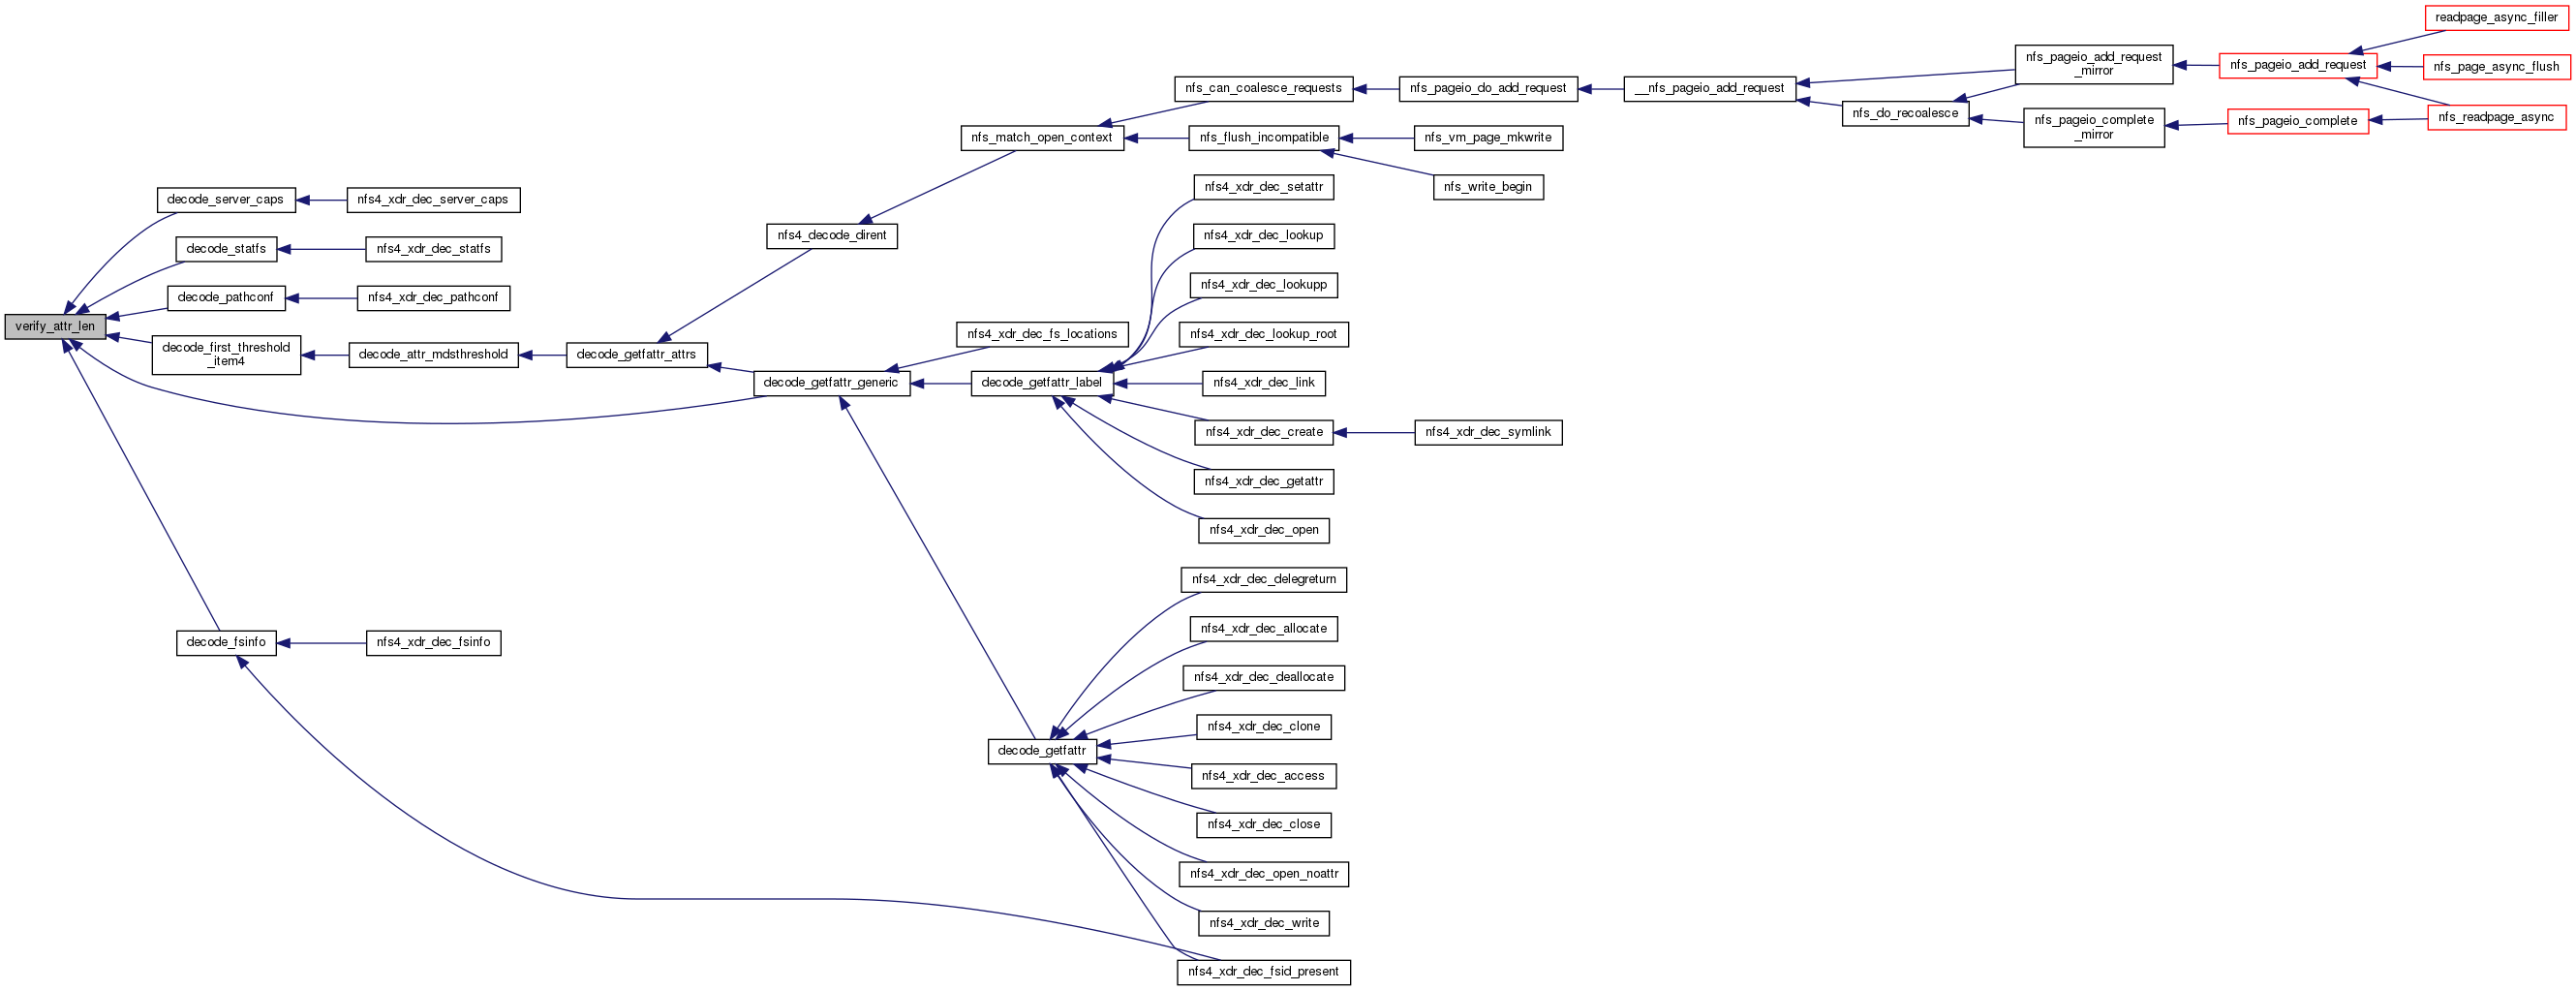 readpage_async_filler
nfs_pageio_add_request
_mirror
nfs_pageio_add_request
nfs_page_async_flush
nfs_can_coalesce_requests
nfs_pageio_do_add_request
__nfs_pageio_add_request
nfs_do_recoalesce
nfs_pageio_complete
_mirror
nfs_pageio_complete
nfs_readpage_async
nfs_match_open_context
nfs_flush_incompatible
nfs_vm_page_mkwrite
nfs_write_begin
decode_server_caps
nfs4_xdr_dec_server_caps
nfs4_xdr_dec_setattr
decode_statfs
nfs4_xdr_dec_statfs
nfs4_decode_dirent
nfs4_xdr_dec_lookup
decode_pathconf
nfs4_xdr_dec_pathconf
nfs4_xdr_dec_lookupp
verify_attr_len
nfs4_xdr_dec_fs_locations
nfs4_xdr_dec_lookup_root
decode_first_threshold
_item4
decode_attr_mdsthreshold
decode_getfattr_attrs
decode_getfattr_generic
decode_getfattr_label
nfs4_xdr_dec_link
nfs4_xdr_dec_create
nfs4_xdr_dec_symlink
nfs4_xdr_dec_getattr
nfs4_xdr_dec_open
nfs4_xdr_dec_delegreturn
nfs4_xdr_dec_allocate
decode_fsinfo
nfs4_xdr_dec_fsinfo
nfs4_xdr_dec_deallocate
nfs4_xdr_dec_clone
decode_getfattr
nfs4_xdr_dec_access
nfs4_xdr_dec_close
nfs4_xdr_dec_open_noattr
nfs4_xdr_dec_write
nfs4_xdr_dec_fsid_present